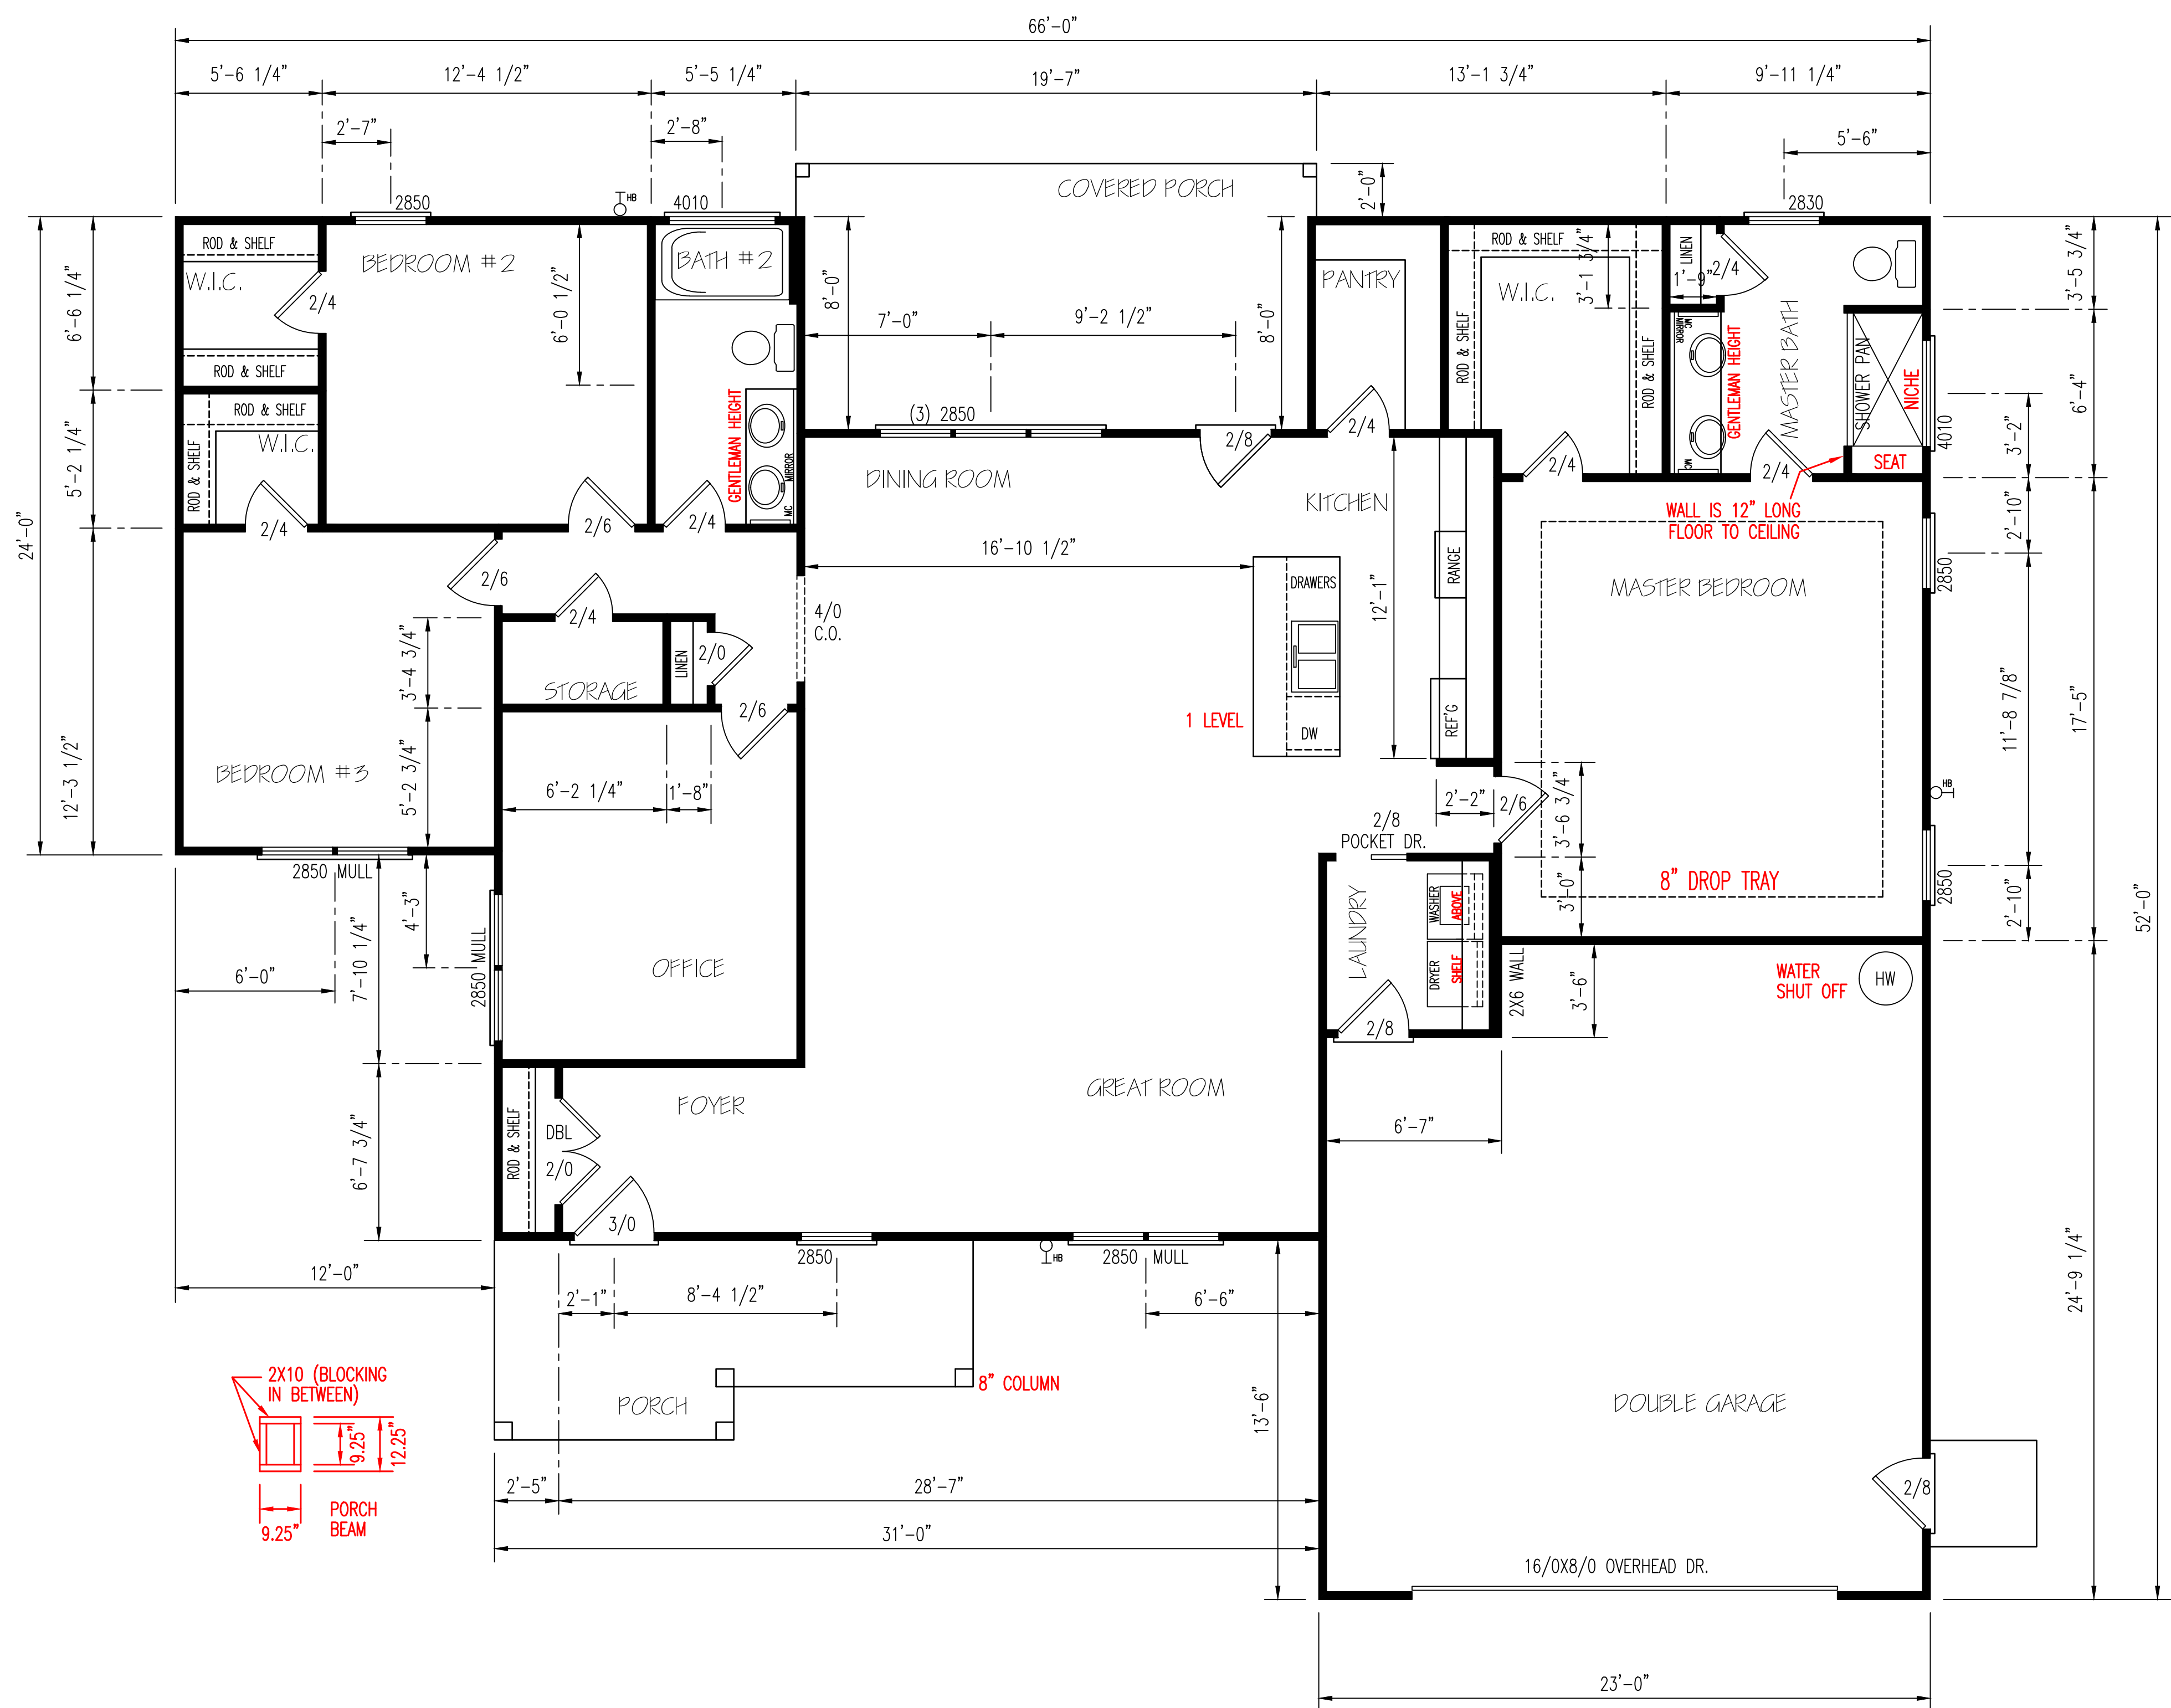 66'-0"
5'-6 1/4"
12'-4 1/2"
5'-5 1/4"
19'-7"
13'-1 3/4"
9'-11 1/4"
2'-7"
2'-8"
5'-6"
2'-0"
COVERED PORCH
2850
HB
4010
2830
ROD & SHELF
W.I.C.
2/4
ROD & SHELF
BEDROOM #2
6'-0 1/2"
BATH #2
8'-0"
7'-0"
9'-2 1/2"
8'-0"
PANTRY
2/4
ROD & SHELF
W.I.C.
3'-1 3/4"
ROD & SHELF
ROD & SHELF
2/4
LINEN
1'-9"
2/4
MASTER BATH
MC
MIRROR
GENTLEMAN HEIGHT
MC
2/4
SHOWER PAN
NICHE
SEAT
4010
3'-5 3/4"
6'-4"
3'-2"
24'-0"
6'-6 1/4"
5'-2 1/4"
12'-3 1/2"
ROD & SHELF
W.I.C.
ROD & SHELF
2/4
2/6
GENTLEMAN HEIGHT
MIRROR
MC
2/4
(3) 2850
2/8
DINING ROOM
KITCHEN
16'-10 1/2"
12'-1"
DRAWERS
RANGE
DW
REF'G
1 LEVEL
WALL IS 12" LONG
FLOOR TO CEILING
MASTER BEDROOM
8" DROP TRAY
2'-10"
2850
11'-8 7/8"
17'-5"
HB
2850
2'-10"
52'-0"
2/6
2/4
STORAGE
LINEN
2/0
2/6
4/0
C.O.
3'-4 3/4"
5'-2 3/4"
BEDROOM #3
2850 MULL
6'-2 1/4"
1'-8"
OFFICE
2850 MULL
4'-3"
7'-10 1/4"
6'-0"
2'-2"
2/6
3'-6 3/4"
3'-0"
2/8
POCKET DR.
LAUNDRY
WASHER
ABOVE
DRYER
SHELF
2/8
2X6 WALL
3'-6"
WATER
SHUT OFF
HW
6'-7"
GREAT ROOM
FOYER
ROD & SHELF
DBL
2/0
3/0
6'-7 3/4"
12'-0"
2850
HB
2850 MULL
2'-1"
8'-4 1/2"
6'-6"
24'-9 1/4"
13'-6"
8" COLUMN
PORCH
DOUBLE GARAGE
2X10 (BLOCKING
IN BETWEEN)
9.25"
12.25"
9.25"
PORCH
BEAM
2'-5"
28'-7"
31'-0"
2/8
16/0X8/0 OVERHEAD DR.
23'-0"